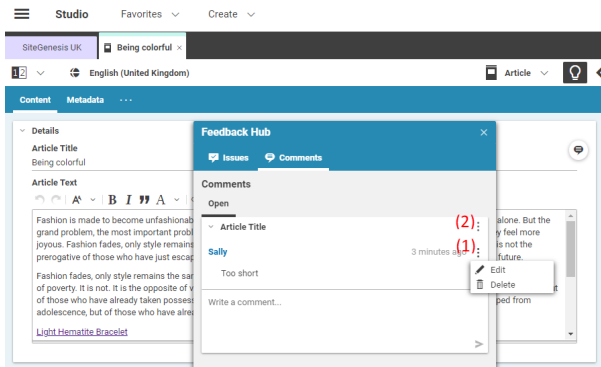 Studio Favorites Create
SiteGenesis UK Being colorful ×
12 English (United Kingdom) Article
Content Metadata ...
Details
Article Title
Being colorful
Article Text
B I A
Fashion is made to become unfashionab
grand problem, the most important probl
joyous. Fashion fades, only style remains
prerogative of those who have just escap
Fashion fades, only style remains the sar
of poverty. It is not. It is the opposite of v
of those who have already taken possess
adolescence, but of those who have alrea
Light Hematite Bracelet
Feedback Hub ×
Issues Comments
Comments
Open
Article Title (2)
Sally 3 minutes ago (1)
Too short
Edit
Delete
Write a comment...
alone. But the
y feel more
is not the
future.
t
ped from